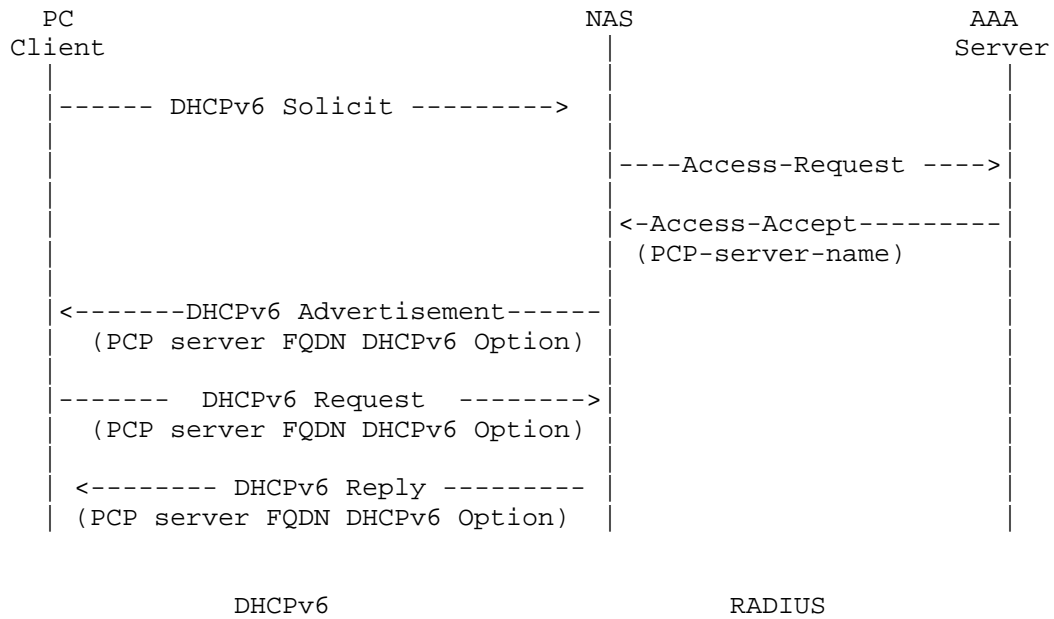 PC NAS AAA
Client Server
|------ DHCPv6 Solicit ---------> |
|----Access-Request ---->|
|<-Access-Accept---------|
(PCP-server-name)
|<-------DHCPv6 Advertisement------|
(PCP server FQDN DHCPv6 Option)
|------- DHCPv6 Request -------->|
(PCP server FQDN DHCPv6 Option)
| <-------- DHCPv6 Reply --------- |
(PCP server FQDN DHCPv6 Option)
DHCPv6 RADIUS